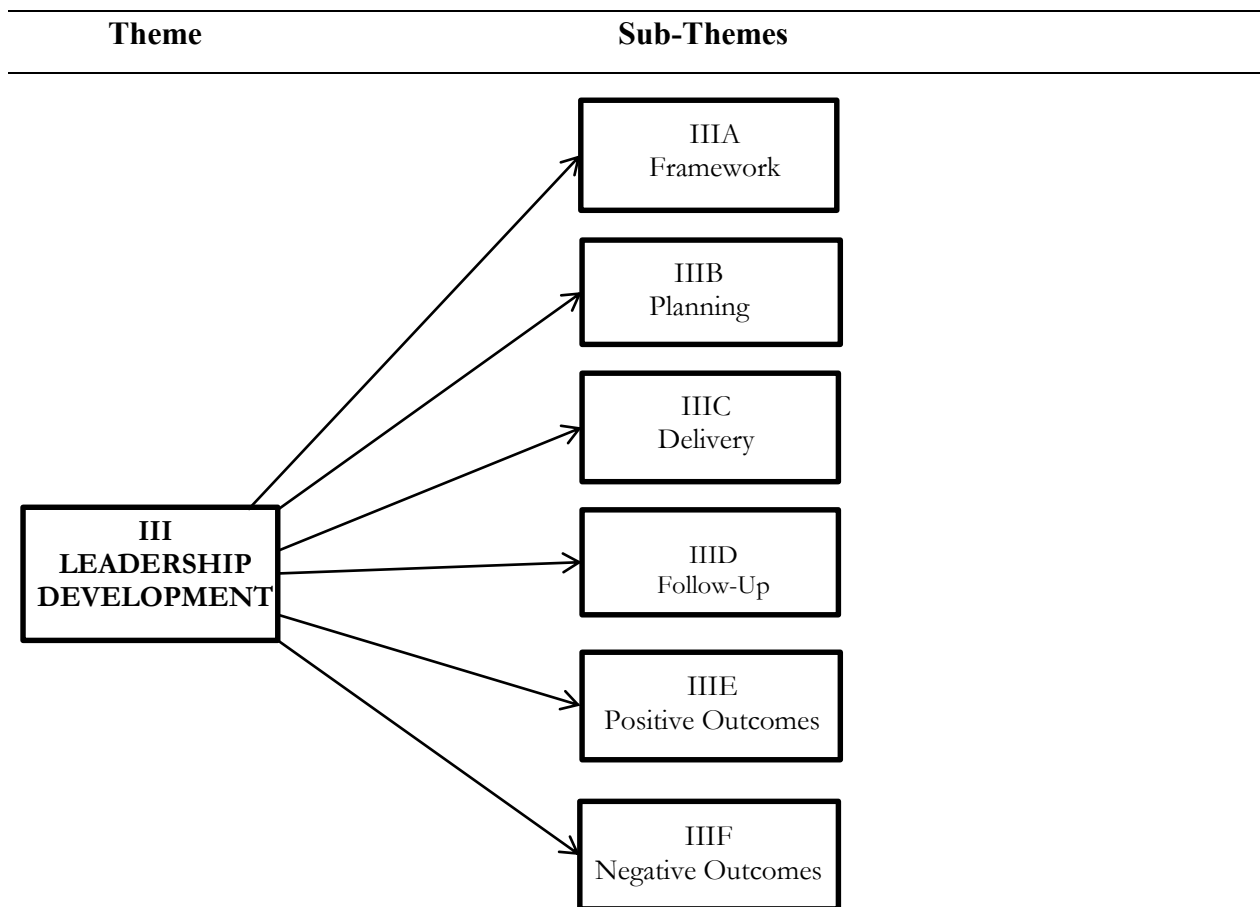 Theme Sub-Themes
IIIA
Framework
IIIB
Planning
IIIC
Delivery
III
LEADERSHIP
DEVELOPMENT
IIID
Follow-Up
IIIE
Positive Outcomes
IIIF
Negative Outcomes